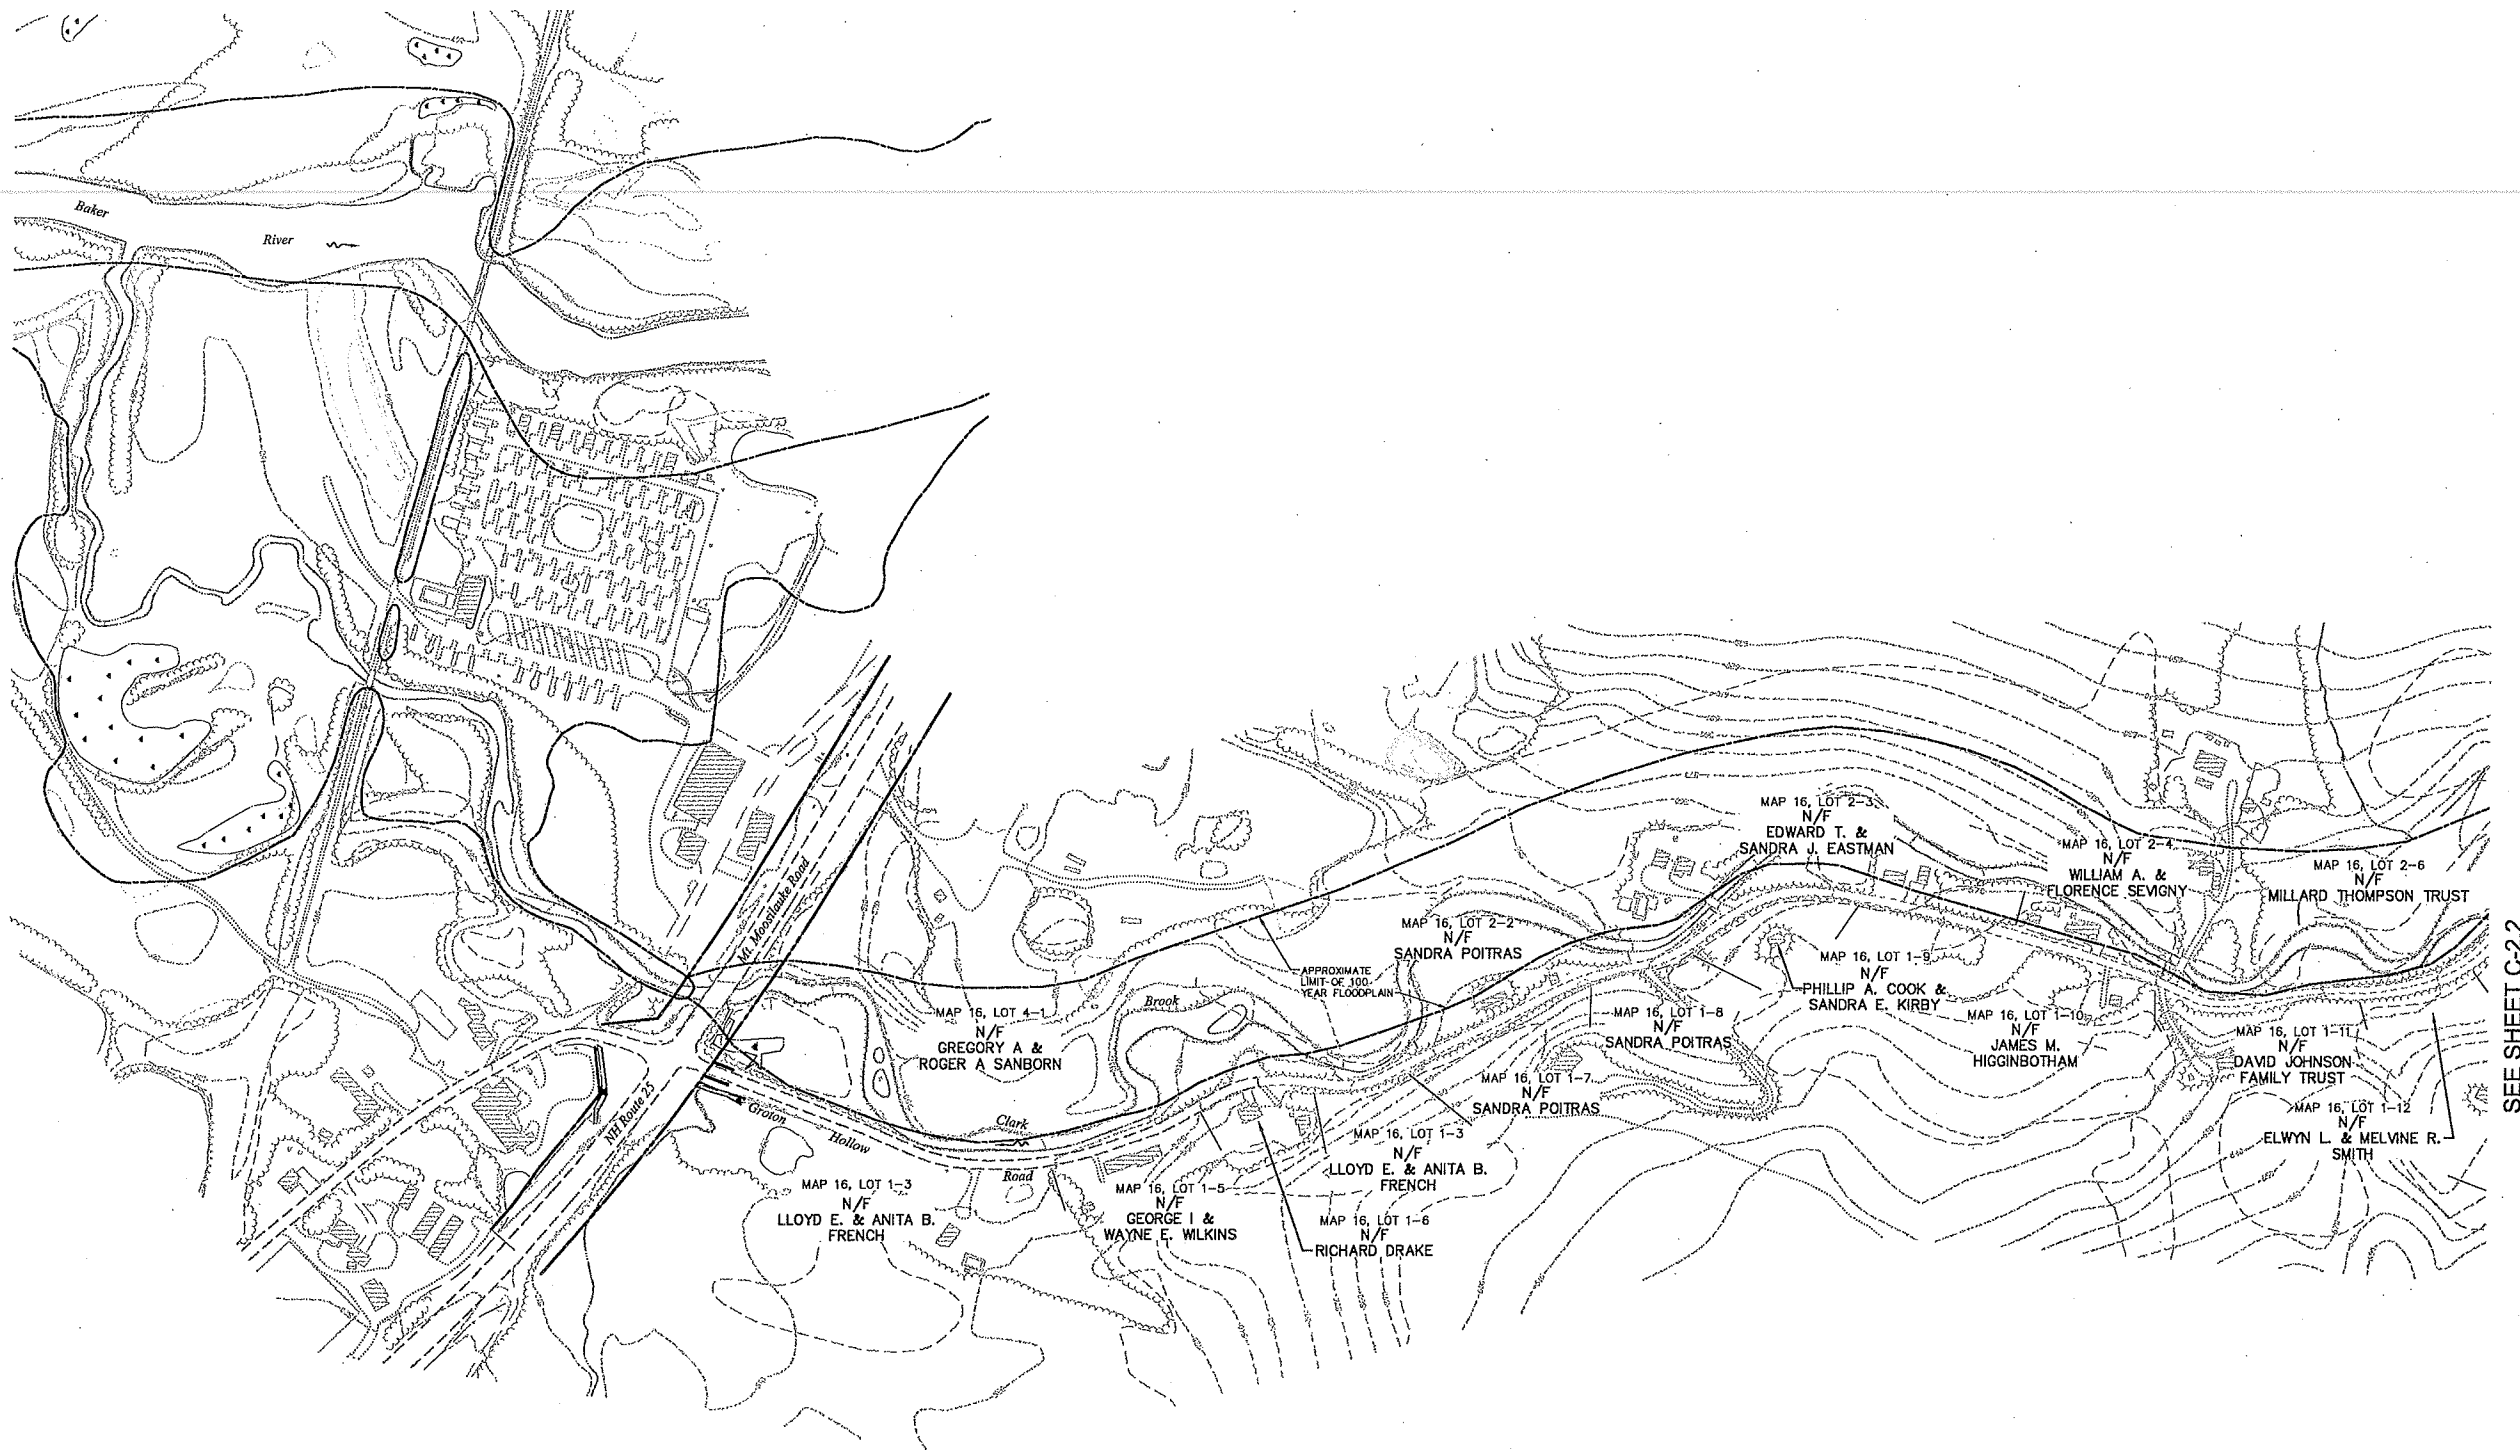 Baker
River
Mt. Mooilauke Road
NH Route 25
Groton
Hollow
Road
Clark
Brook
APPROXIMATE
LIMIT OF 100-
YEAR FLOODPLAIN
MAP 16, LOT 4-1
N/F
GREGORY A &
ROGER A SANBORN
MAP 16, LOT 1-3
N/F
LLOYD E. & ANITA B.
FRENCH
MAP 16, LOT 1-5
N/F
GEORGE I &
WAYNE E. WILKINS
MAP 16, LOT 1-6
N/F
RICHARD DRAKE
MAP 16, LOT 1-3
N/F
LLOYD E. & ANITA B.
FRENCH
MAP 16, LOT 1-7
N/F
SANDRA POITRAS
MAP 16, LOT 2-2
N/F
SANDRA POITRAS
MAP 16, LOT 1-8
N/F
SANDRA POITRAS
MAP 16, LOT 2-3
N/F
EDWARD T. &
SANDRA J. EASTMAN
MAP 16, LOT 1-9
N/F
PHILLIP A. COOK &
SANDRA E. KIRBY
MAP 16, LOT 1-10
N/F
JAMES M.
HIGGINBOTHAM
MAP 16, LOT 2-4
N/F
WILLIAM A. &
FLORENCE SEVIGNY
MAP 16, LOT 2-6
N/F
MILLARD THOMPSON TRUST
MAP 16, LOT 1-11
N/F
DAVID JOHNSON
FAMILY TRUST
MAP 16, LOT 1-12
N/F
ELWYN L. & MELVINE R.
SMITH
SEE SHEET C-2.2